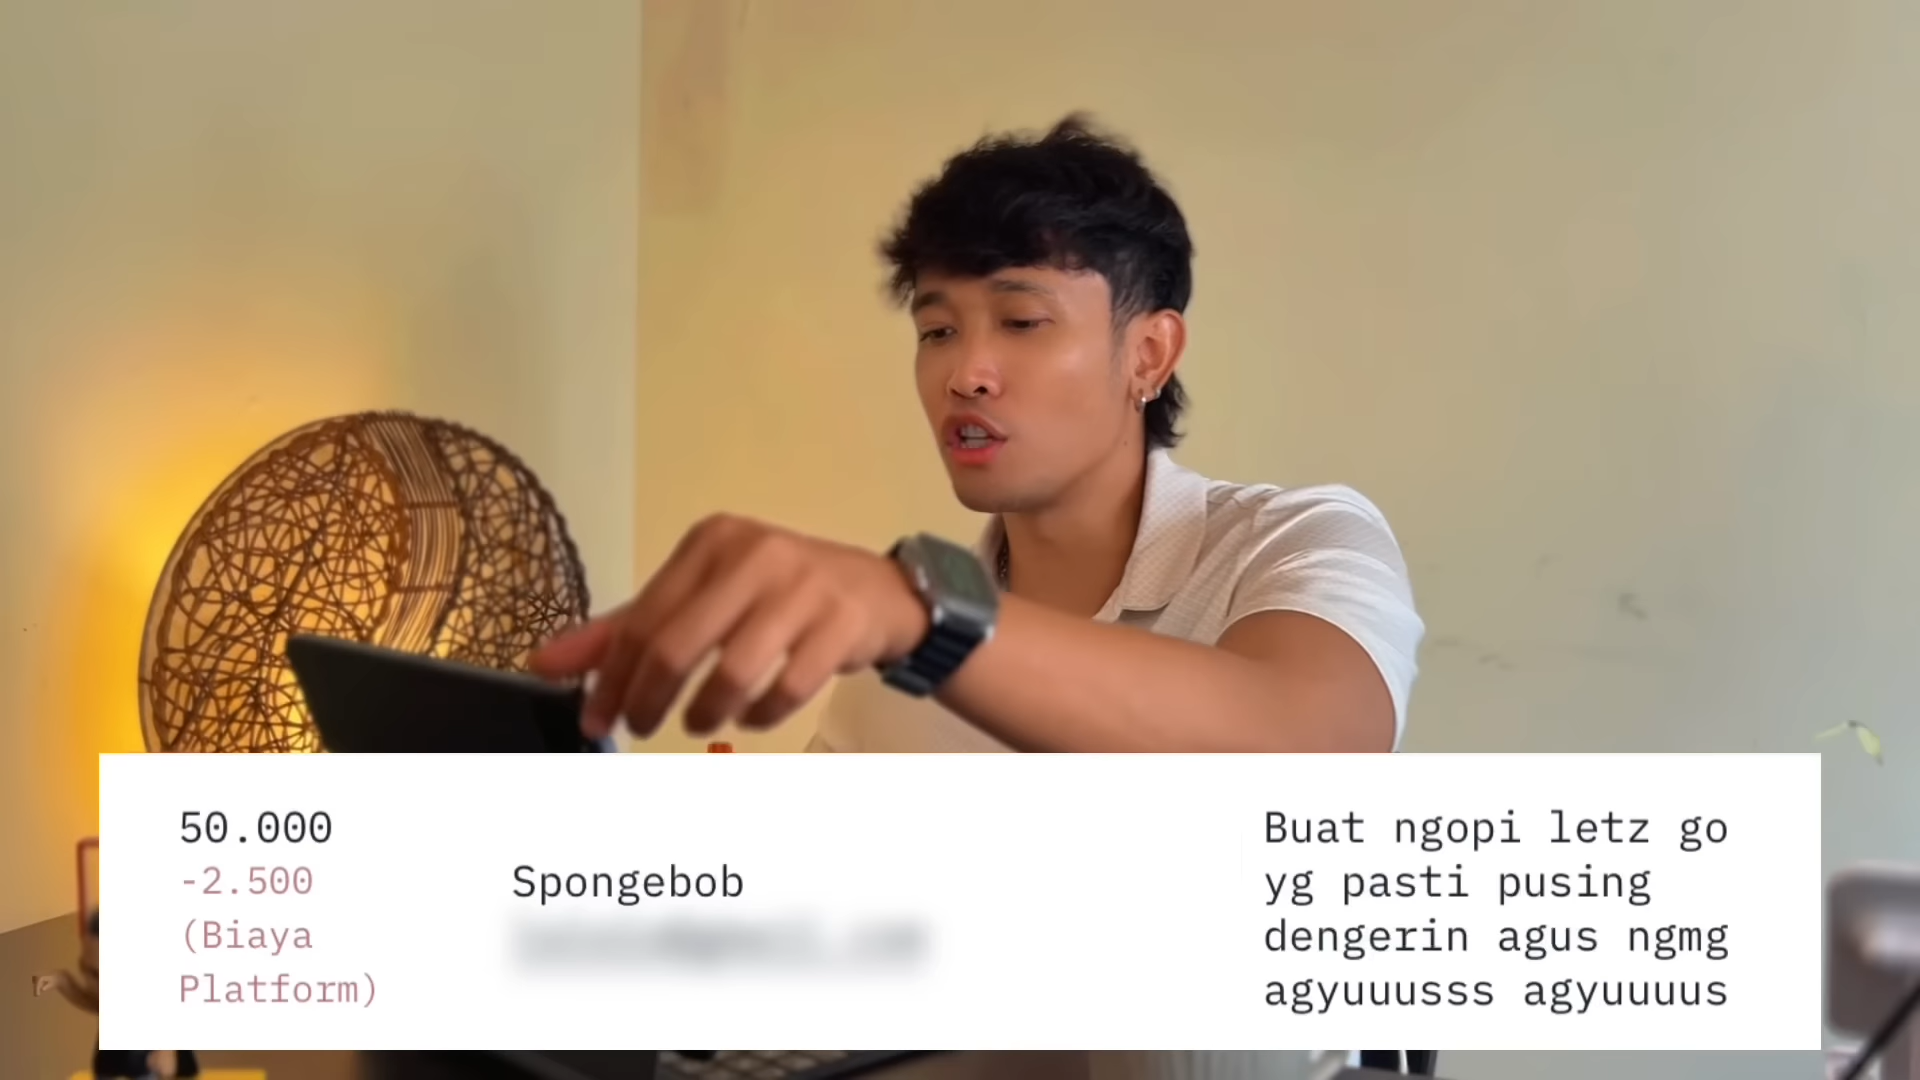 50.000
-2.500
(Biaya
Platform)
Spongebob
Buat ngopi letz go
yg pasti pusing
dengerin agus ngmg
agyuuusss agyuuuus